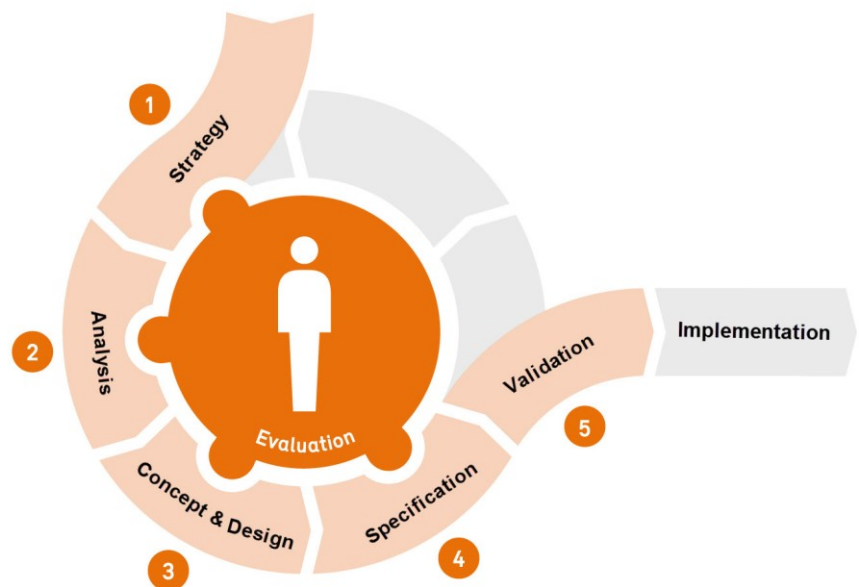 1
Strategy
2
Analysis
3
Concept & Design
4
Specification
5
Validation
Implementation
Evaluation